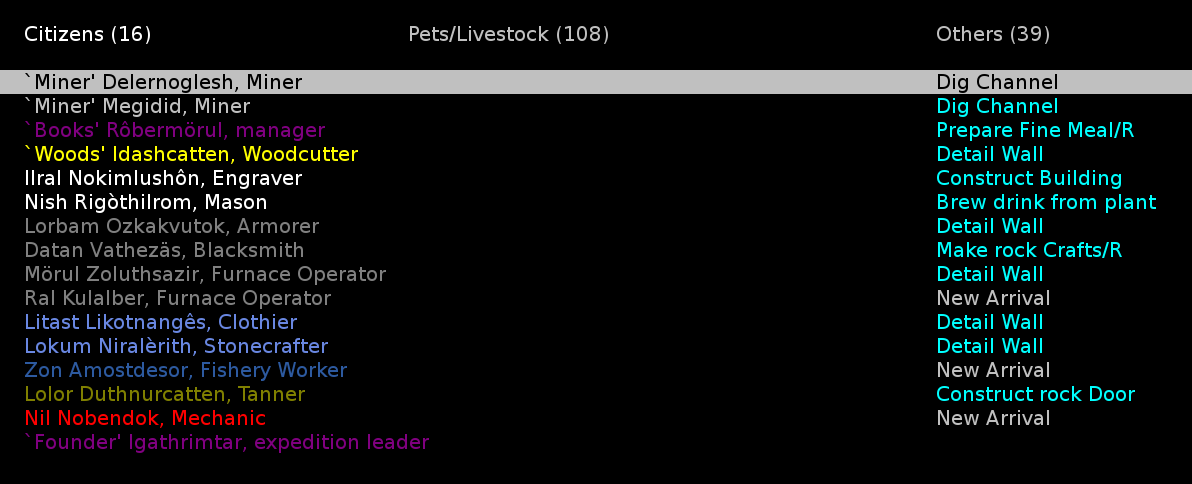 Citizens (16) Pets/Livestock (108) Others (39)
`Miner' Delernoglesh, Miner Dig Channel
`Miner' Megidid, Miner Dig Channel
`Books' Rôbermörul, manager Prepare Fine Meal/R
`Woods' Idashcatten, Woodcutter Detail Wall
Ilral Nokimlushôn, Engraver Construct Building
Nish Rigòthilrom, Mason Brew drink from plant
Lorbam Ozkakvutok, Armorer Detail Wall
Datan Vathezäs, Blacksmith Make rock Crafts/R
Mörul Zoluthsazir, Furnace Operator Detail Wall
Ral Kulalber, Furnace Operator New Arrival
Litast Likotnangês, Clothier Detail Wall
Lokum Niralèrith, Stonecrafter Detail Wall
Zon Amostdesor, Fishery Worker New Arrival
Lolor Duthnurcatten, Tanner Construct rock Door
Nil Nobendok, Mechanic New Arrival
`Founder' Igathrimtar, expedition leader